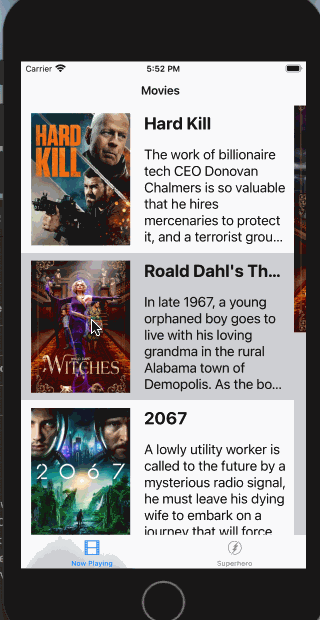 Carrier 5:52 PM
Movies
HARD
KILL
Hard Kill
The work of billionaire
tech CEO Donovan
Chalmers is so valuable
that he hires
mercenaries to protect
it, and a terrorist grou...
WITCHES
Roald Dahl's Th...
In late 1967, a young
orphaned boy goes to
live with his loving
grandma in the rural
Alabama town of
Demopolis. As the bo...
2067
2067
A lowly utility worker is
called to the future by a
mysterious radio signal,
he must leave his dying
wife to embark on a
journey that will force
Now Playing
Superhero